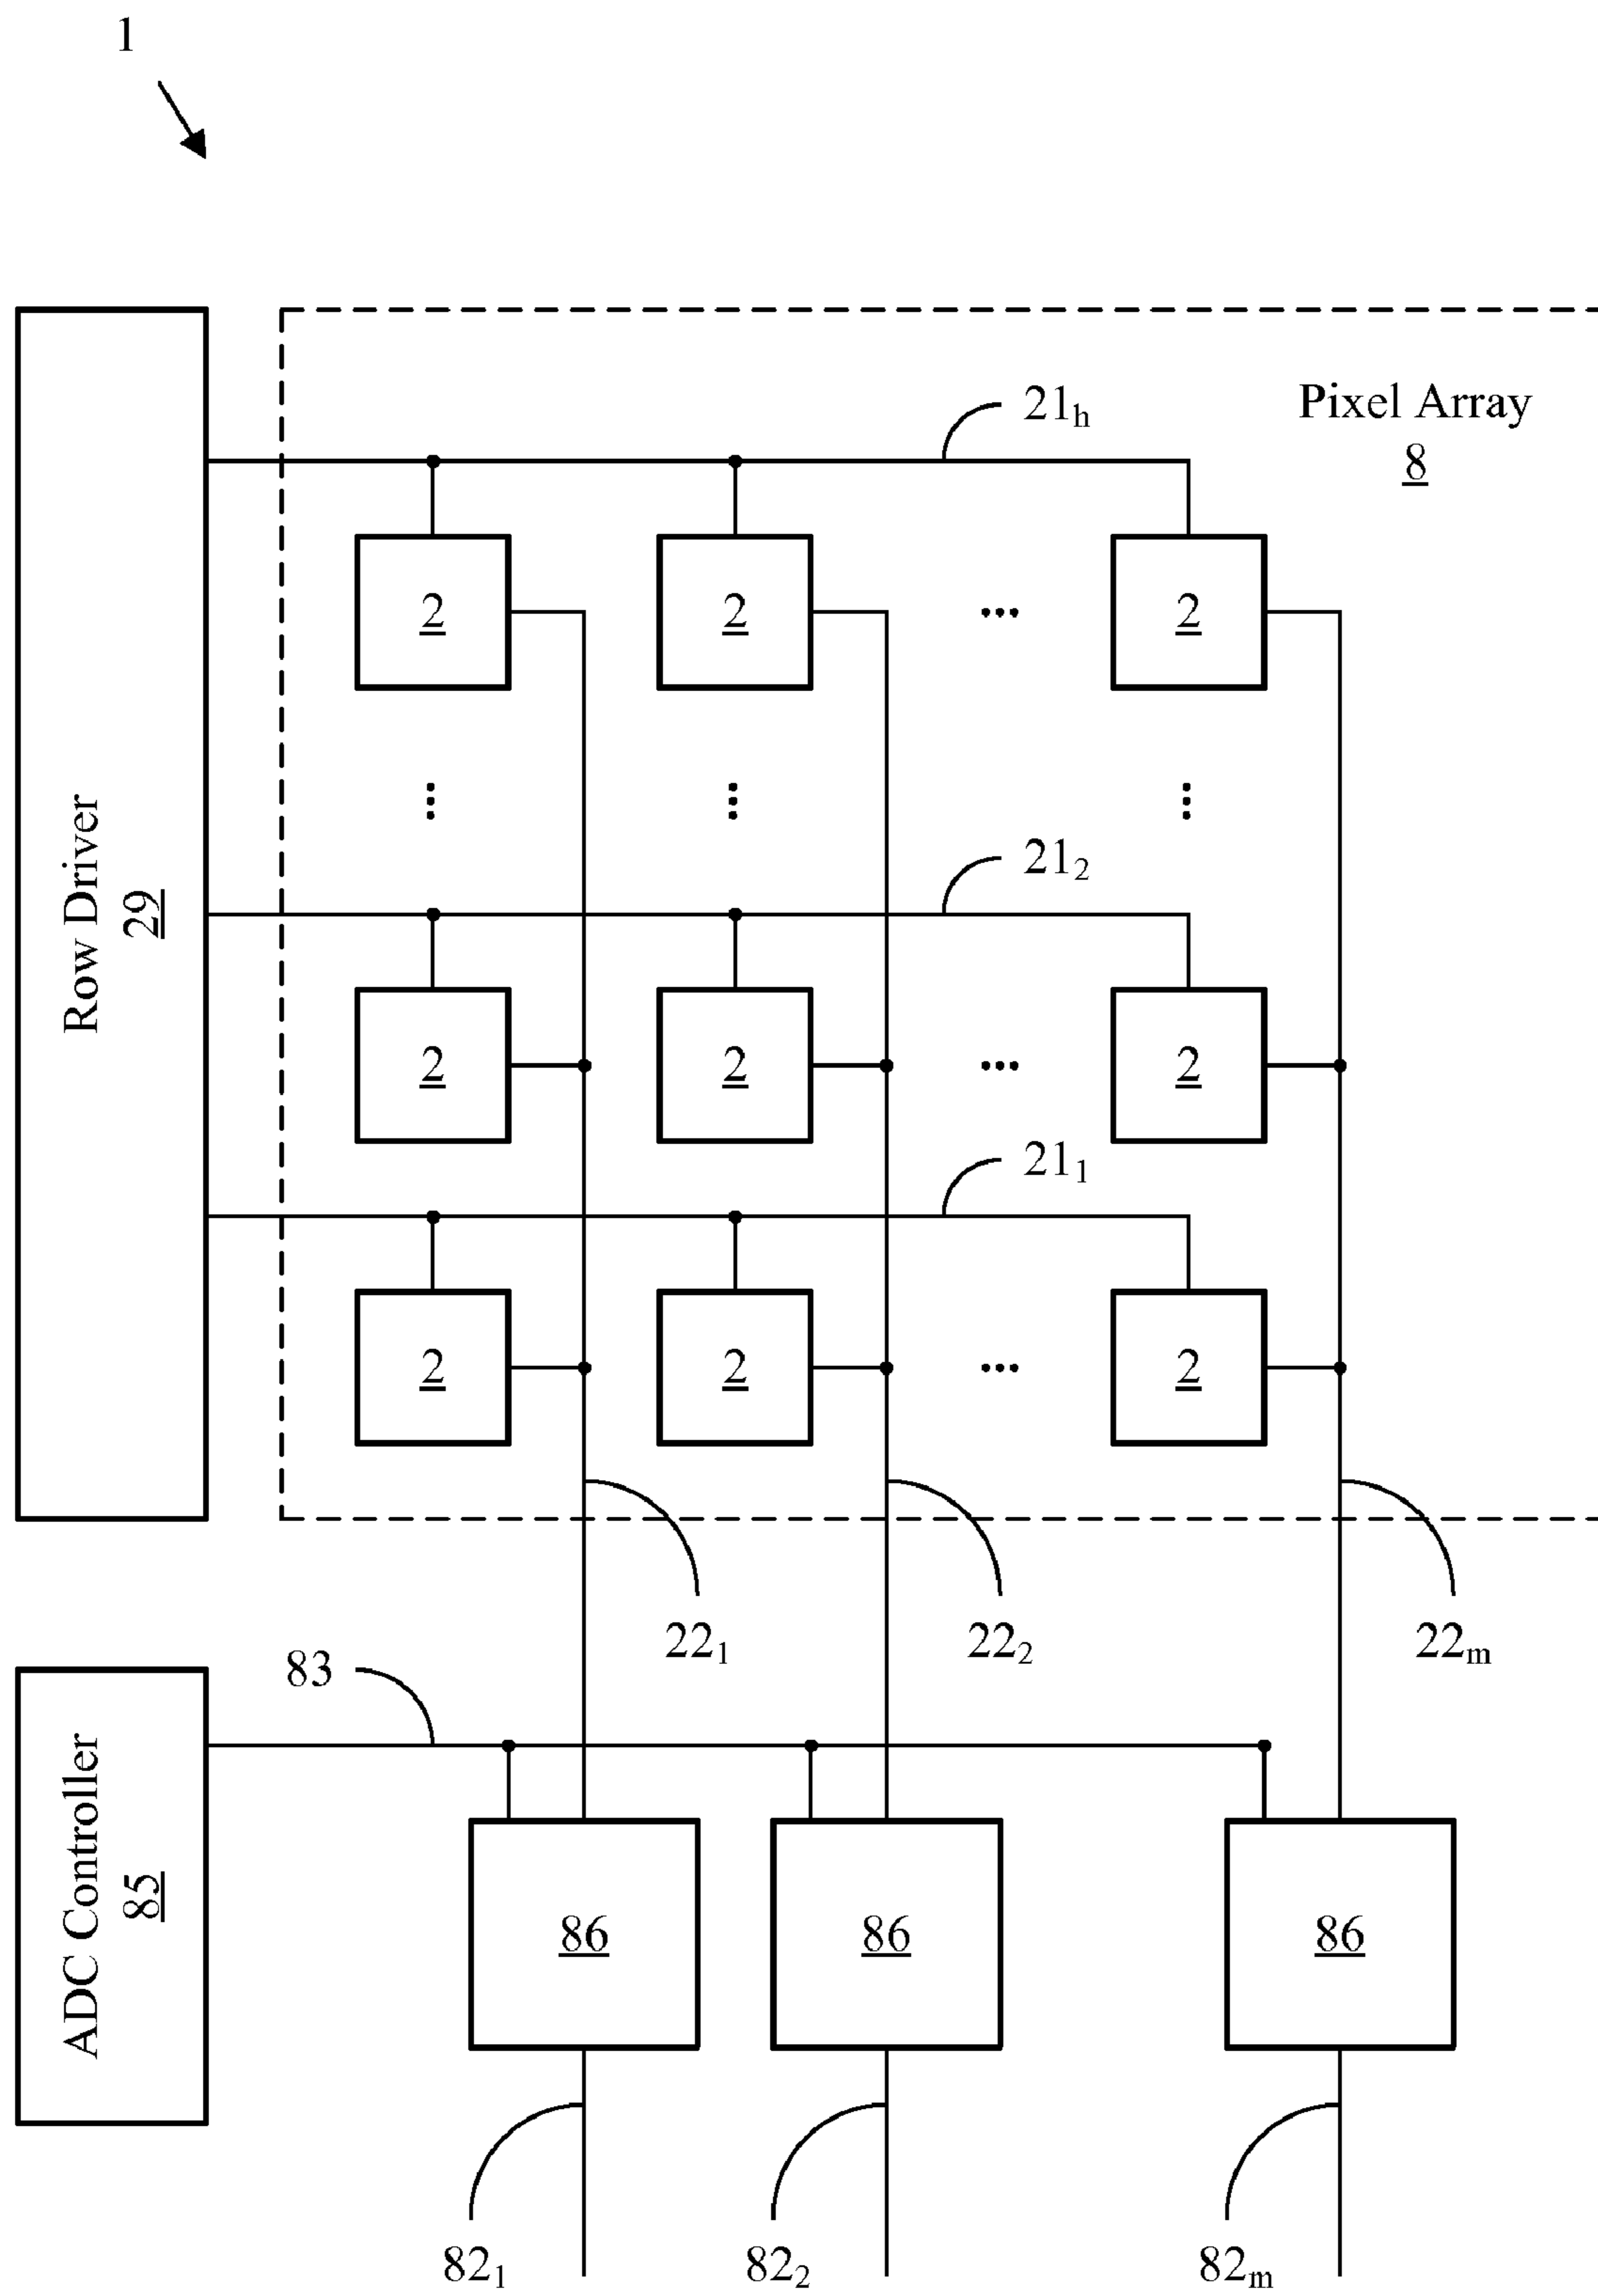 1
Pixel Array
8
21h
2 2 ... 2
Row Driver
29
21₂
2 2 ... 2
21₁
2 2 ... 2
22₁ 22₂ 22m
83
ADC Controller
85
86 86 86
82₁ 82₂ 82m